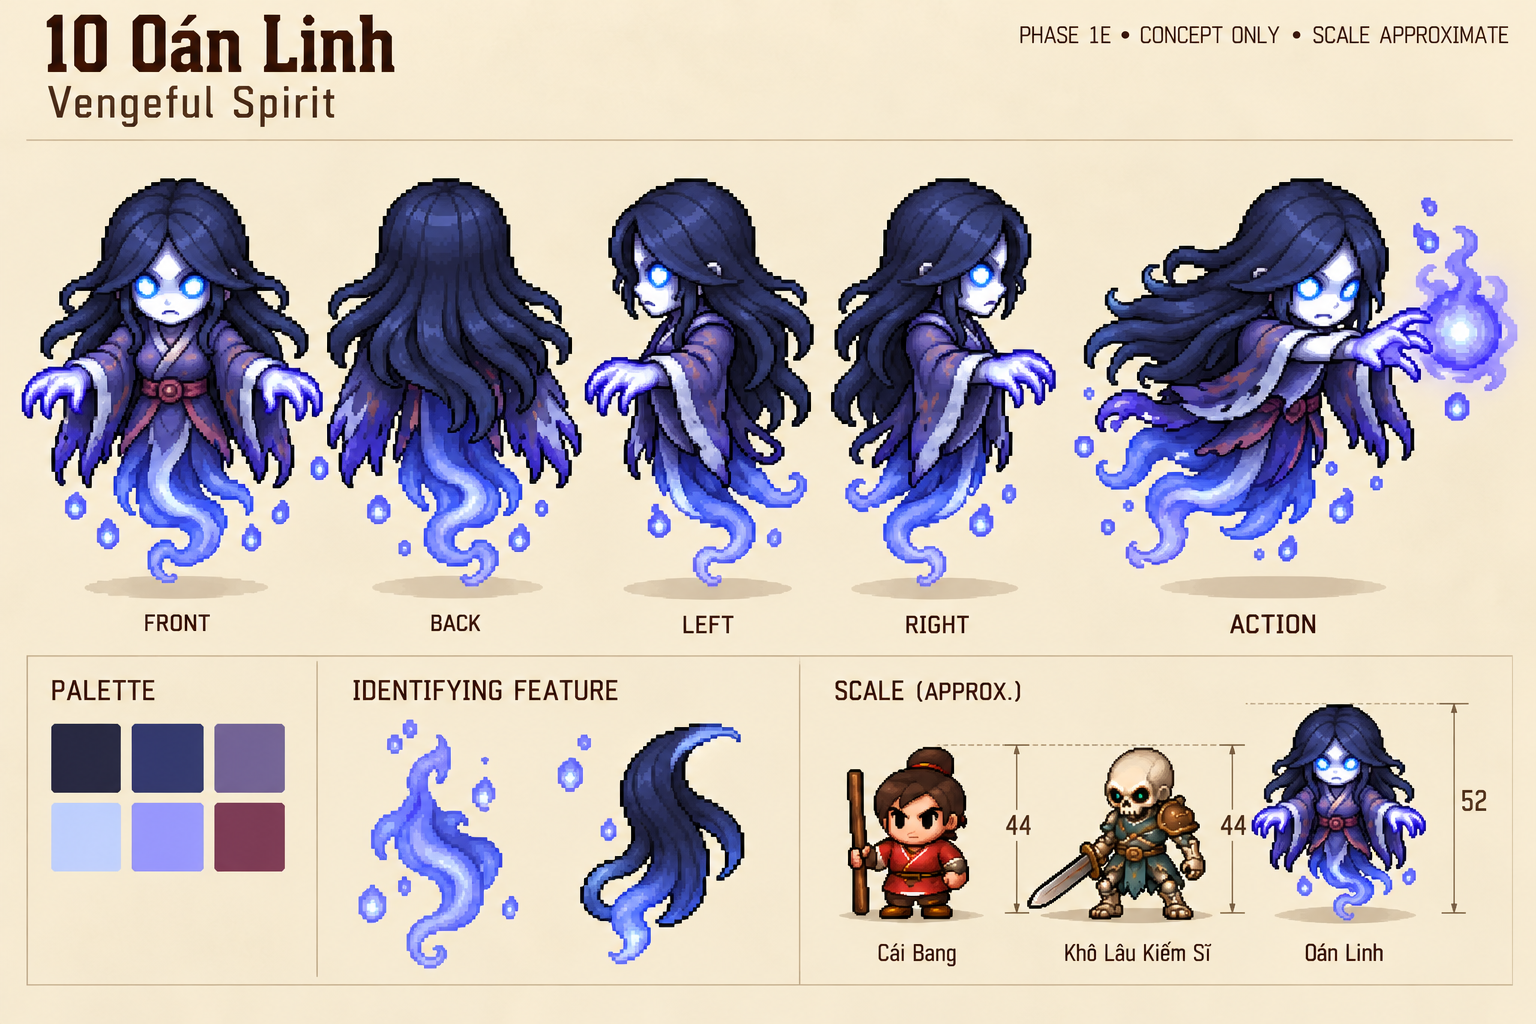 10 Oán Linh
Vengeful Spirit
PHASE 1E • CONCEPT ONLY • SCALE APPROXIMATE
FRONT
BACK
LEFT
RIGHT
ACTION
PALETTE
IDENTIFYING FEATURE
SCALE (APPROX.)
44
44
52
Cái Bang
Khô Lâu Kiếm Sĩ
Oán Linh